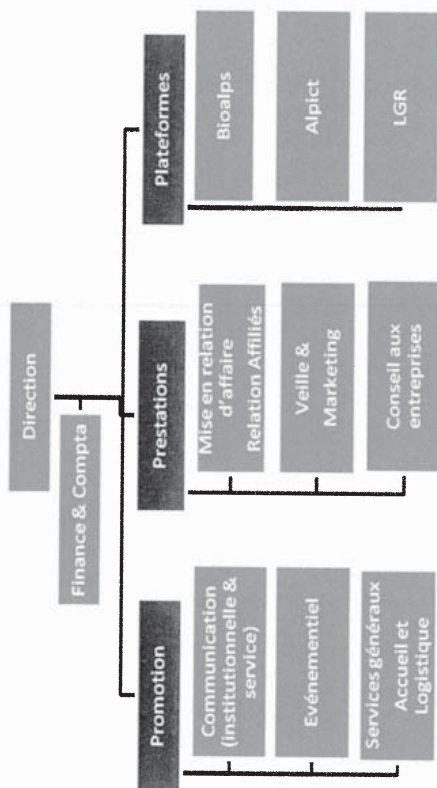 Direction
Finance & Compta
Promotion
Communication
(institutionnelle &
service)
Evénementiel
Services généraux
Accueil et
Logistique
Prestations
Mise en relation
d'affaire
Relation Affiliés
Veille &
Marketing
Conseil aux
entreprises
Plateformes
Bioalps
Alpict
LGR